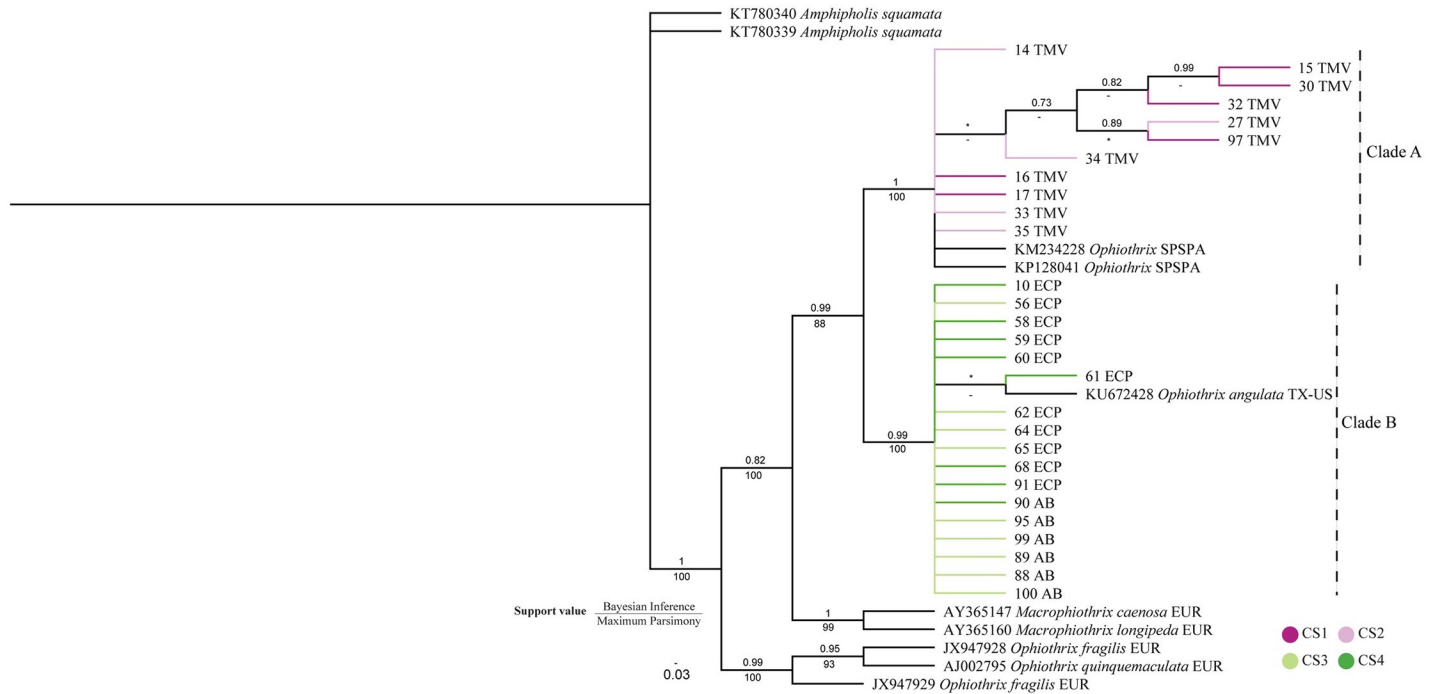 KT780340 Amphipholis squamata
KT780339 Amphipholis squamata
14 TMV
0.99
15 TMV
-
30 TMV
0.82
-
32 TMV
0.73
-
27 TMV
0.89
*
97 TMV
*
-
34 TMV
Clade A
1
100
16 TMV
17 TMV
33 TMV
35 TMV
KM234228 Ophiothrix SPSPA
KP128041 Ophiothrix SPSPA
10 ECP
0.99
88
56 ECP
58 ECP
59 ECP
60 ECP
*
-
61 ECP
KU672428 Ophiothrix angulata TX-US
62 ECP
Clade B
0.99
100
64 ECP
65 ECP
0.82
100
68 ECP
91 ECP
90 AB
95 AB
99 AB
1
100
89 AB
88 AB
100 AB
Support value Bayesian Inference
Maximum Parsimony
1
99
AY365147 Macrophiothrix caenosa EUR
AY365160 Macrophiothrix longipeda EUR
0.95
93
JX947928 Ophiothrix fragilis EUR
AJ002795 Ophiothrix quinquemaculata EUR
0.99
100
JX947929 Ophiothrix fragilis EUR
-
0.03
CS1 CS2
CS3 CS4